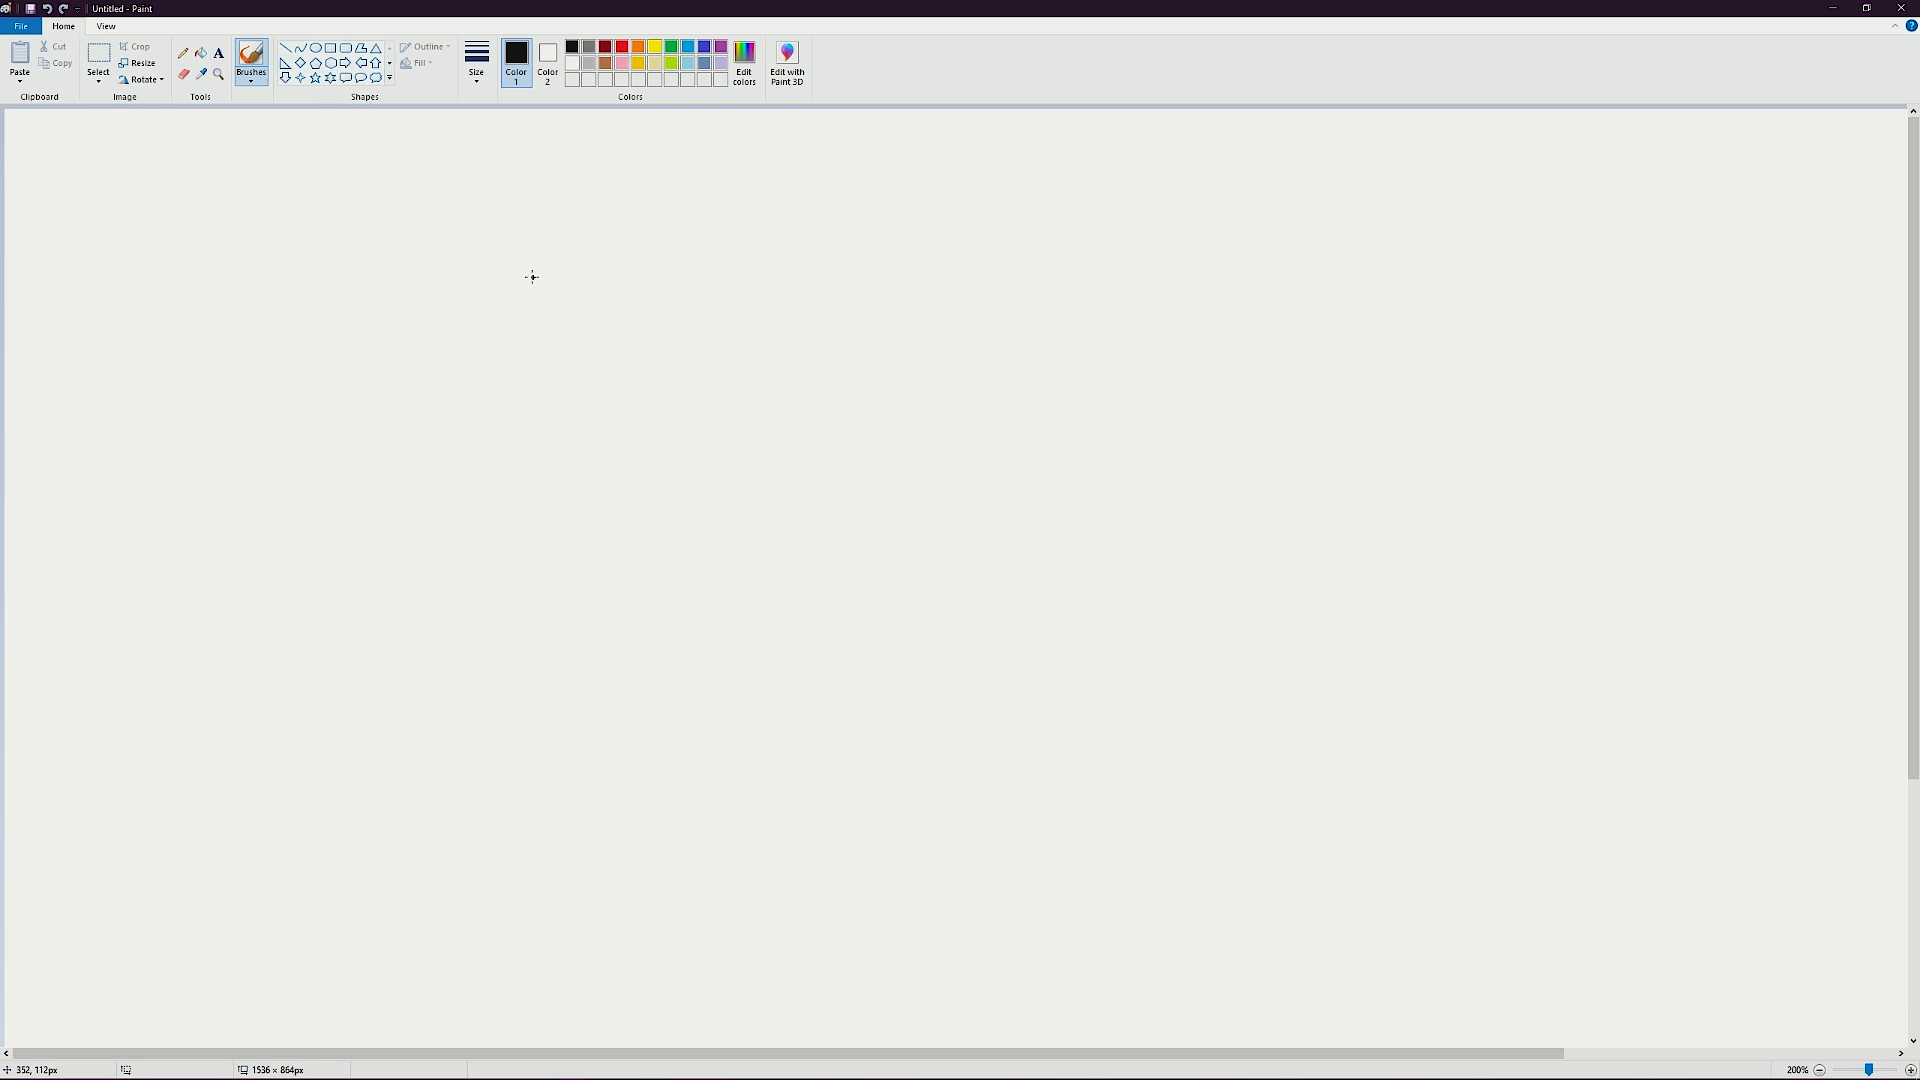 Untitled - Paint
File Home View
Paste
Cut
Copy
Clipboard
Select
Crop
Resize
Rotate
Image
A
Tools
Brushes
Shapes
Outline
Fill
Size
Color
1
Color
2
Colors
Edit
colors
Edit with
Paint 3D
352, 112px
1536 × 864px
200%